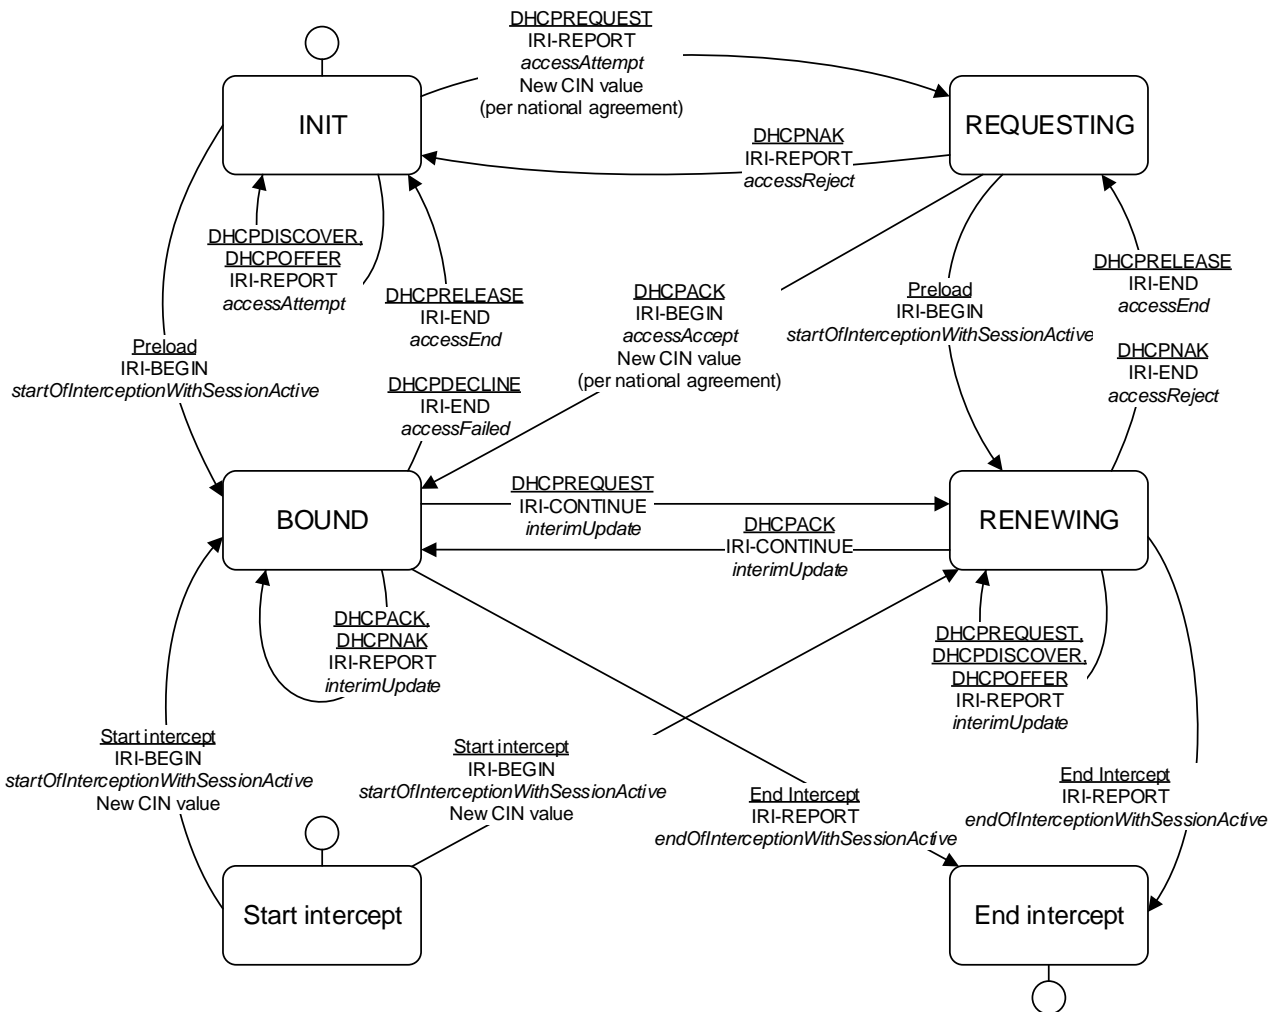 DHCPREQUEST
IRI-REPORT
accessAttempt
New CIN value
(per national agreement)
INIT
REQUESTING
DHCPNAK
IRI-REPORT
accessReject
DHCPDISCOVER,
DHCPOFFER
IRI-REPORT
accessAttempt
DHCPRELEASE
IRI-END
accessEnd
DHCPACK
IRI-BEGIN
accessAccept
New CIN value
(per national agreement)
Preload
IRI-BEGIN
startOfInterceptionWithSessionActive
DHCPRELEASE
IRI-END
accessEnd
Preload
IRI-BEGIN
startOfInterceptionWithSessionActive
DHCPDECLINE
IRI-END
accessFailed
DHCPNAK
IRI-END
accessReject
BOUND
DHCPREQUEST
IRI-CONTINUE
interimUpdate
DHCPACK
IRI-CONTINUE
interimUpdate
RENEWING
DHCPACK,
DHCPNAK
IRI-REPORT
interimUpdate
DHCPREQUEST,
DHCPDISCOVER,
DHCPOFFER
IRI-REPORT
interimUpdate
Start intercept
IRI-BEGIN
startOfInterceptionWithSessionActive
New CIN value
Start intercept
IRI-BEGIN
startOfInterceptionWithSessionActive
New CIN value
End Intercept
IRI-REPORT
endOfInterceptionWithSessionActive
End Intercept
IRI-REPORT
endOfInterceptionWithSessionActive
Start intercept
End intercept